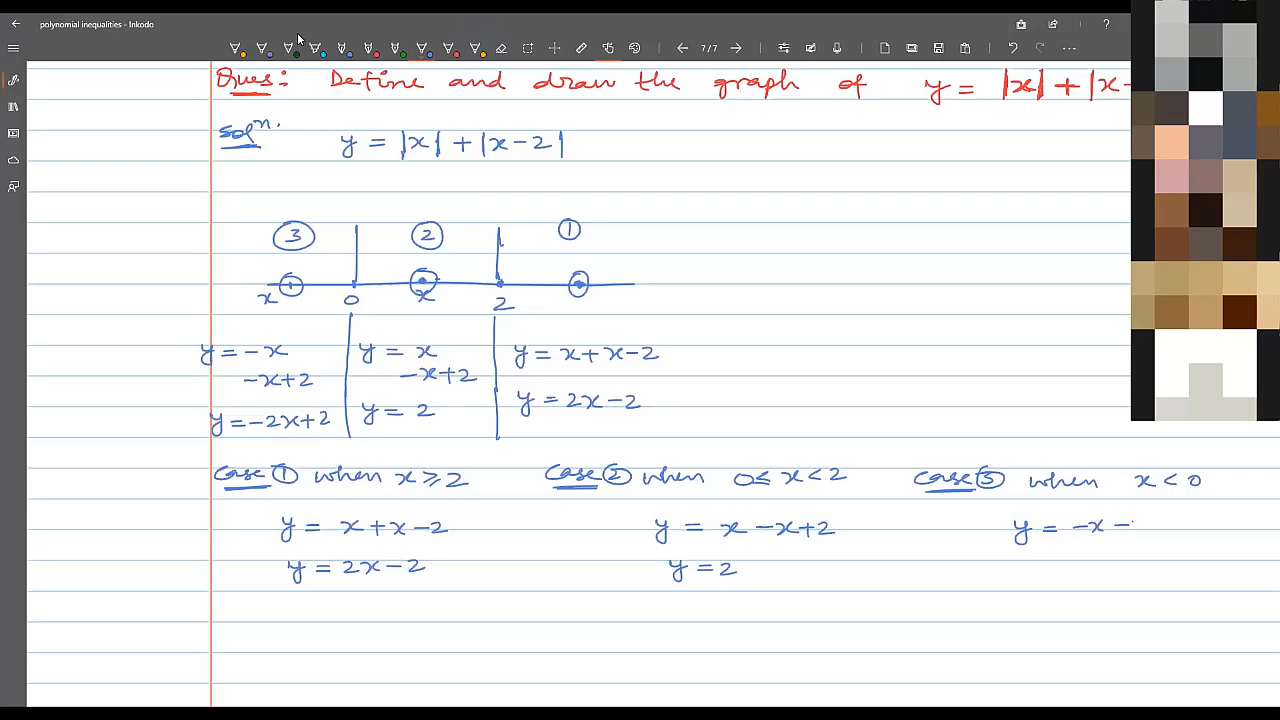 polynomial inequalities - Inkodo
7/7
Ques: Define and draw the graph of y = |x| + |x-
Solⁿ. y = |x| + |x-2|
③ ② ①
x 0 x 2
y = -x y = x y = x+x-2
-x+2 -x+2
y = -2x+2 y = 2 y = 2x-2
Case ① when x ≥ 2 Case ② when 0 ≤ x < 2 Case ③ when x < 0
y = x+x-2 y = x-x+2 y = -x-
y = 2x-2 y = 2